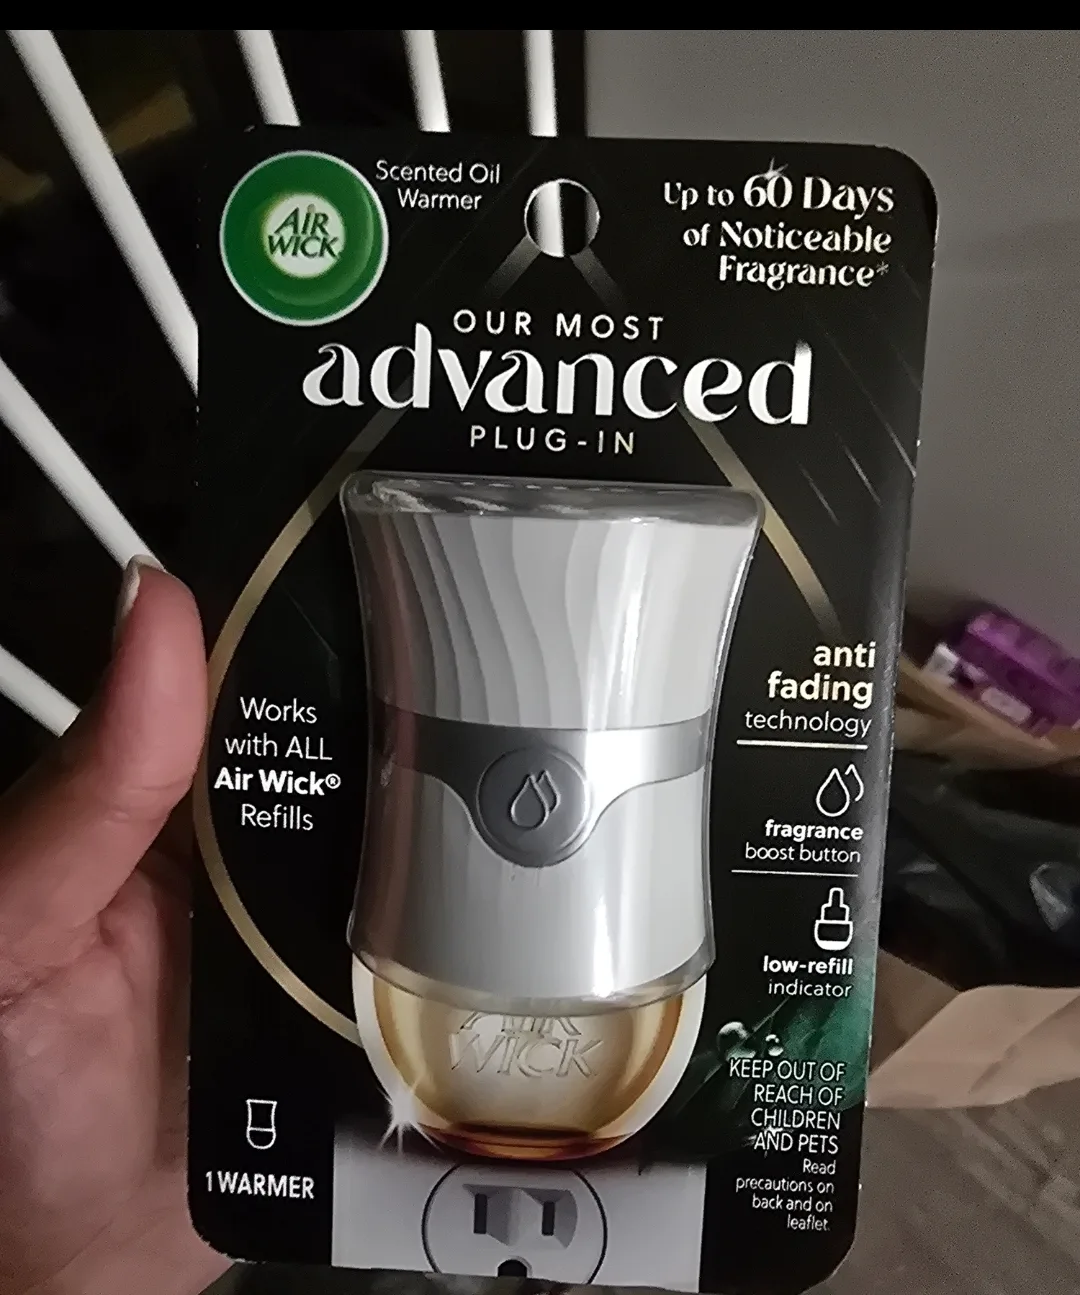 AIR
WICK
Scented Oil
Warmer
Up to 60 Days
of Noticeable
Fragrance*
OUR MOST
advanced
PLUG-IN
Works
with ALL
Air Wick®
Refills
anti
fading
technology
fragrance
boost button
low-refill
indicator
AIR
WICK
KEEP OUT OF
REACH OF
CHILDREN
AND PETS
Read
precautions on
back and on
leaflet.
1 WARMER